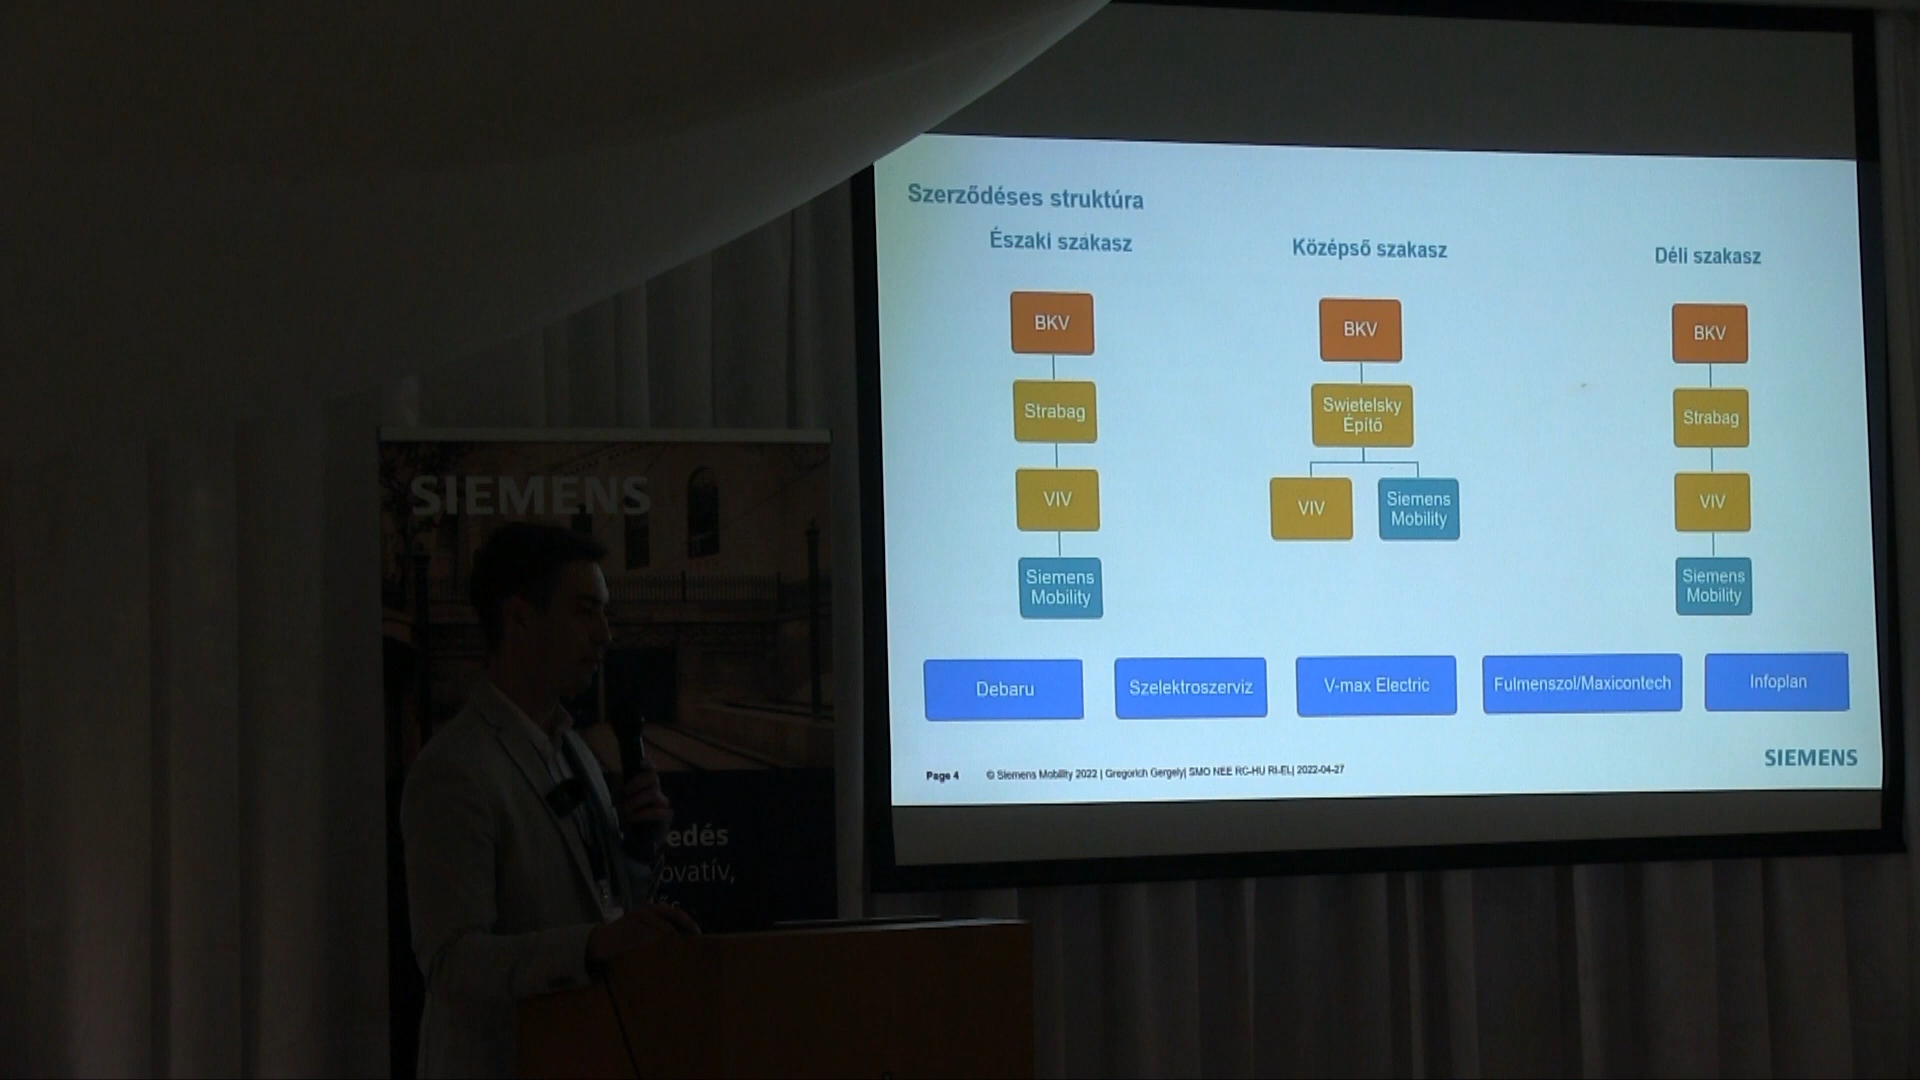 Szerződéses struktúra
Északi szakasz
Középső szakasz
Déli szakasz
BKV
Strabag
VIV
Siemens
Mobility
BKV
Swietelsky
Építő
VIV
Siemens
Mobility
BKV
Strabag
VIV
Siemens
Mobility
Debaru
Szelektroszerviz
V-max Electric
Fulmenszol/Maxicontech
Infoplan
SIEMENS
Page 4
© Siemens Mobility 2022 | Gregorich Gergely| SMO NEE RC-HU RI-EL| 2022-04-27
SIEMENS
edés
ovatív,